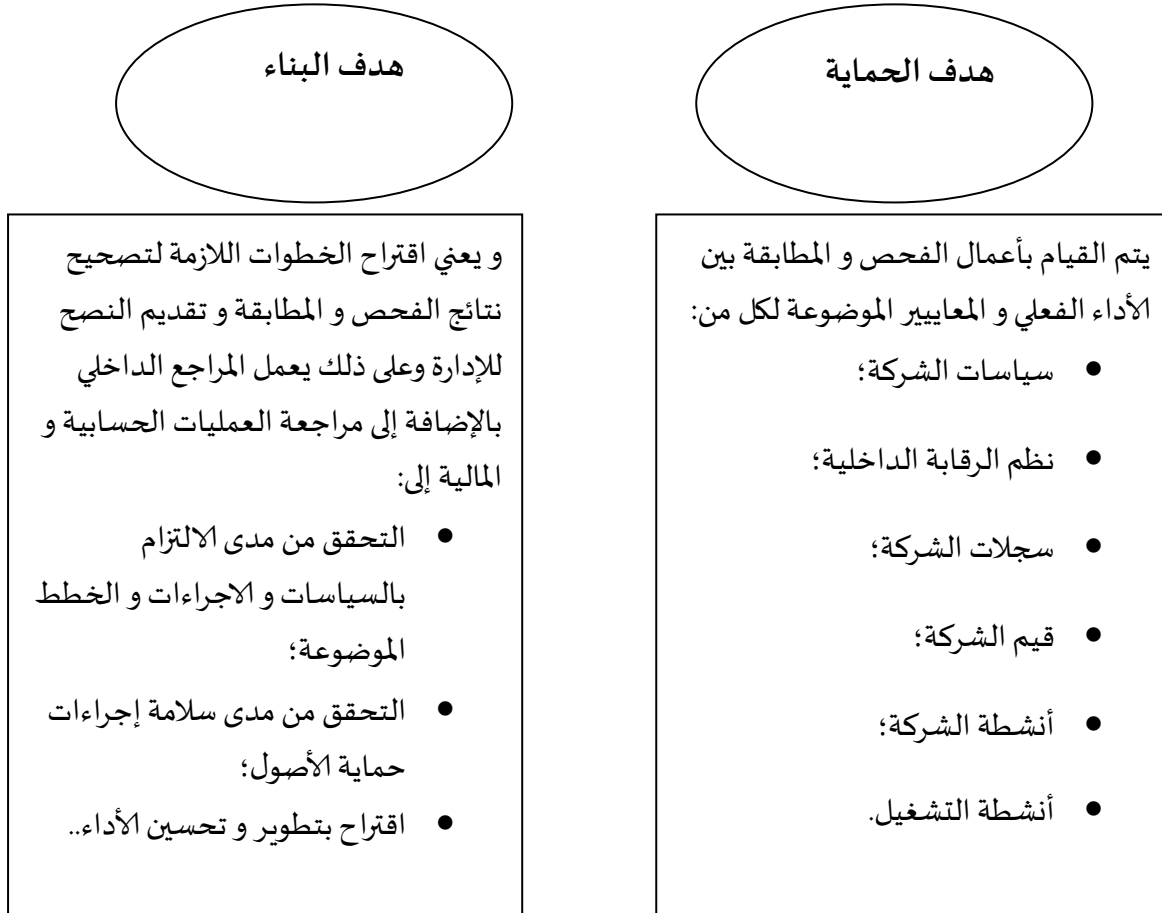 هدف الحماية
يتم القيام بأعمال الفحص و المطابقة بين
الأداء الفعلي و المعاييير الموضوعة لكل من:
● سياسات الشركة؛
● نظم الرقابة الداخلية؛
● سجلات الشركة؛
● قيم الشركة؛
● أنشطة الشركة؛
● أنشطة التشغيل.
هدف البناء
و يعني اقتراح الخطوات اللازمة لتصحيح
نتائج الفحص و المطابقة و تقديم النصح
للإدارة وعلى ذلك يعمل المراجع الداخلي
بالإضافة إلى مراجعة العمليات الحسابية و
المالية إلى:
● التحقق من مدى الالتزام
بالسياسات و الاجراءات و الخطط
الموضوعة؛
● التحقق من مدى سلامة إجراءات
حماية الأصول؛
● اقتراح بتطوير و تحسين الأداء..